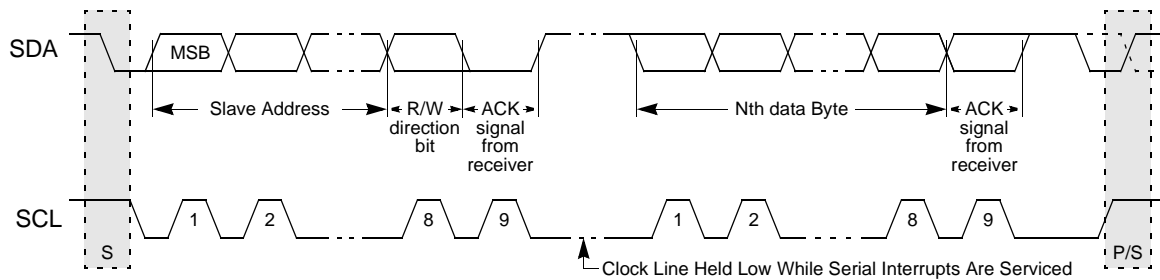 SDA
MSB
Slave Address
R/W
direction
bit
ACK
signal
from
receiver
Nth data Byte
ACK
signal
from
receiver
SCL
1
2
8
9
1
2
8
9
S
P/S
Clock Line Held Low While Serial Interrupts Are Serviced